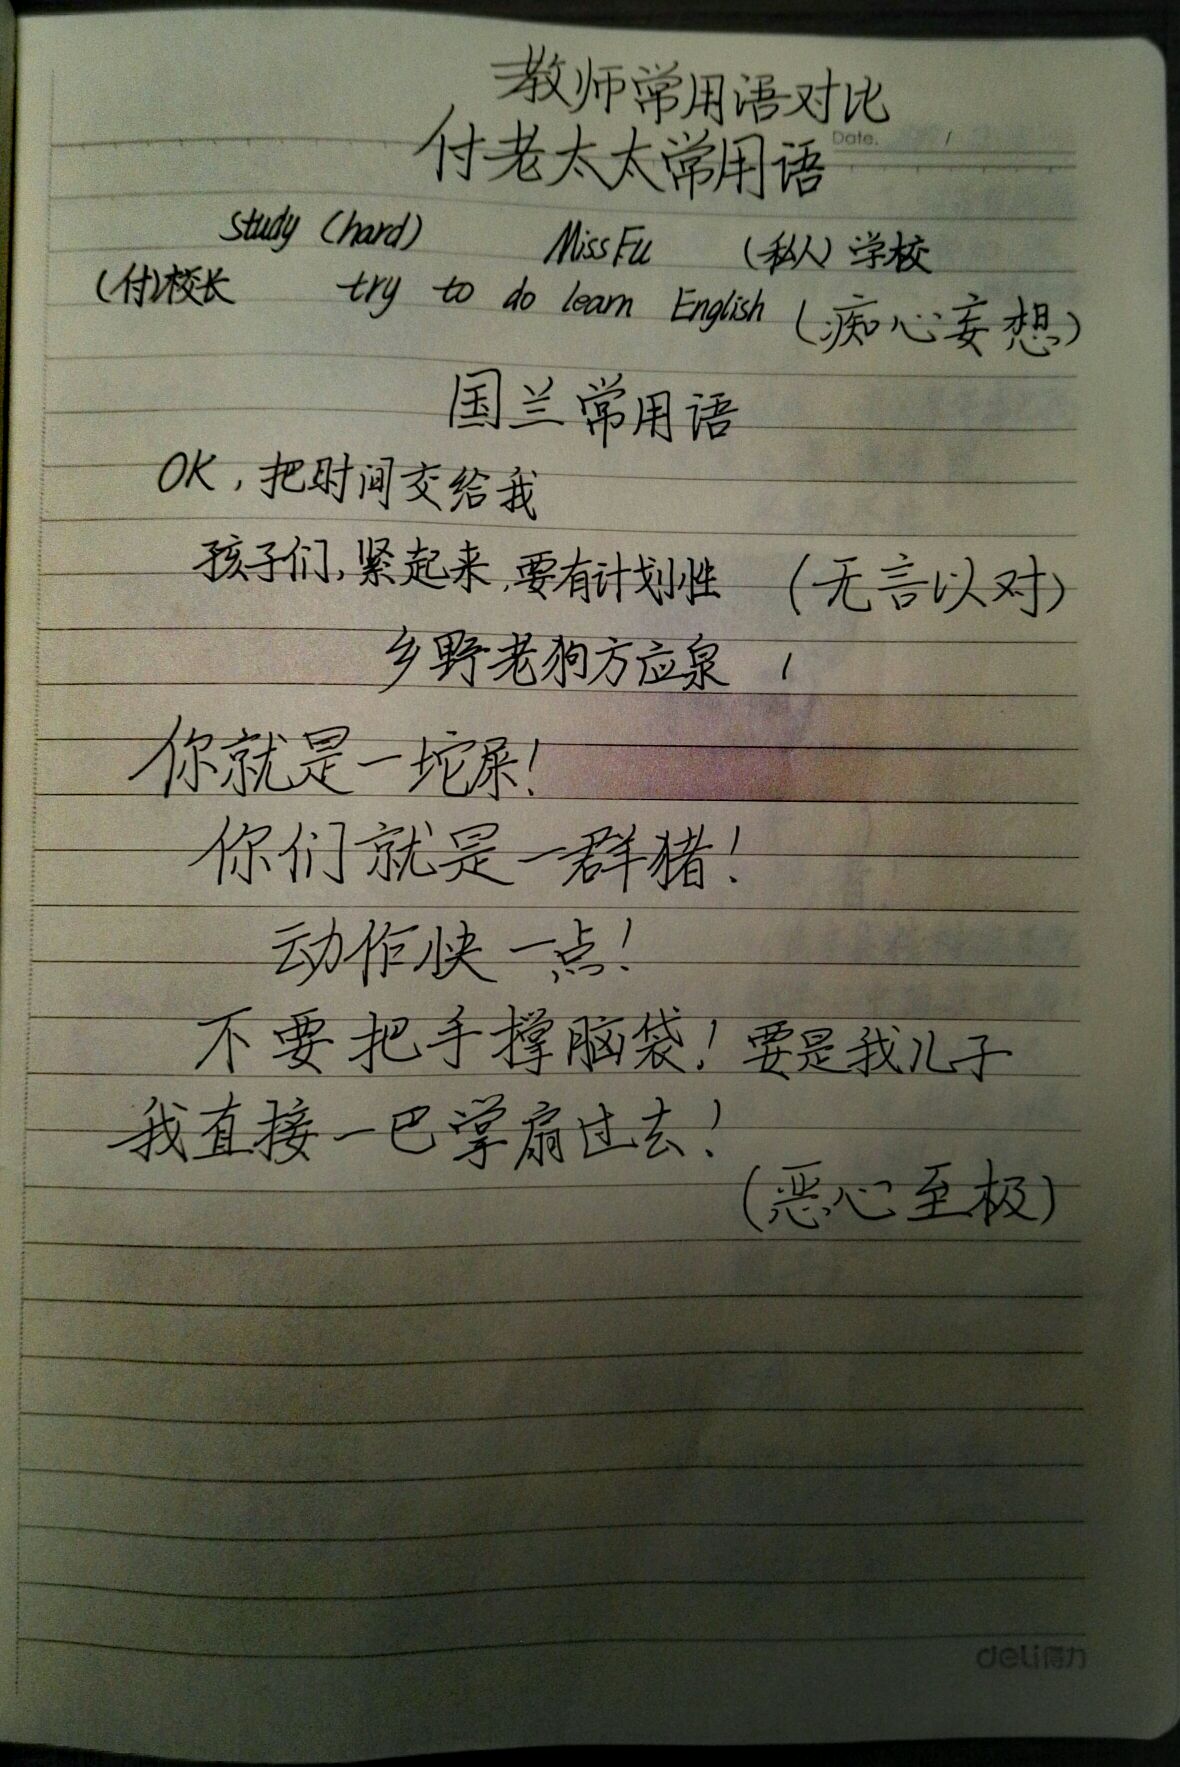 教师常用语对比
Date.
付老太太常用语
study (hard) Miss Fu (私人)学校
(付)校长 try to do learn English (痴心妄想)
国兰常用语
OK,把时间交给我
孩子们,紧起来,要有计划性 (无言以对)
乡野老狗方应泉
你就是一坨屎!
你们就是一群猪!
动作快一点!
不要把手撑脑袋!要是我儿子
我直接一巴掌扇过去!
(恶心至极)
deli得力